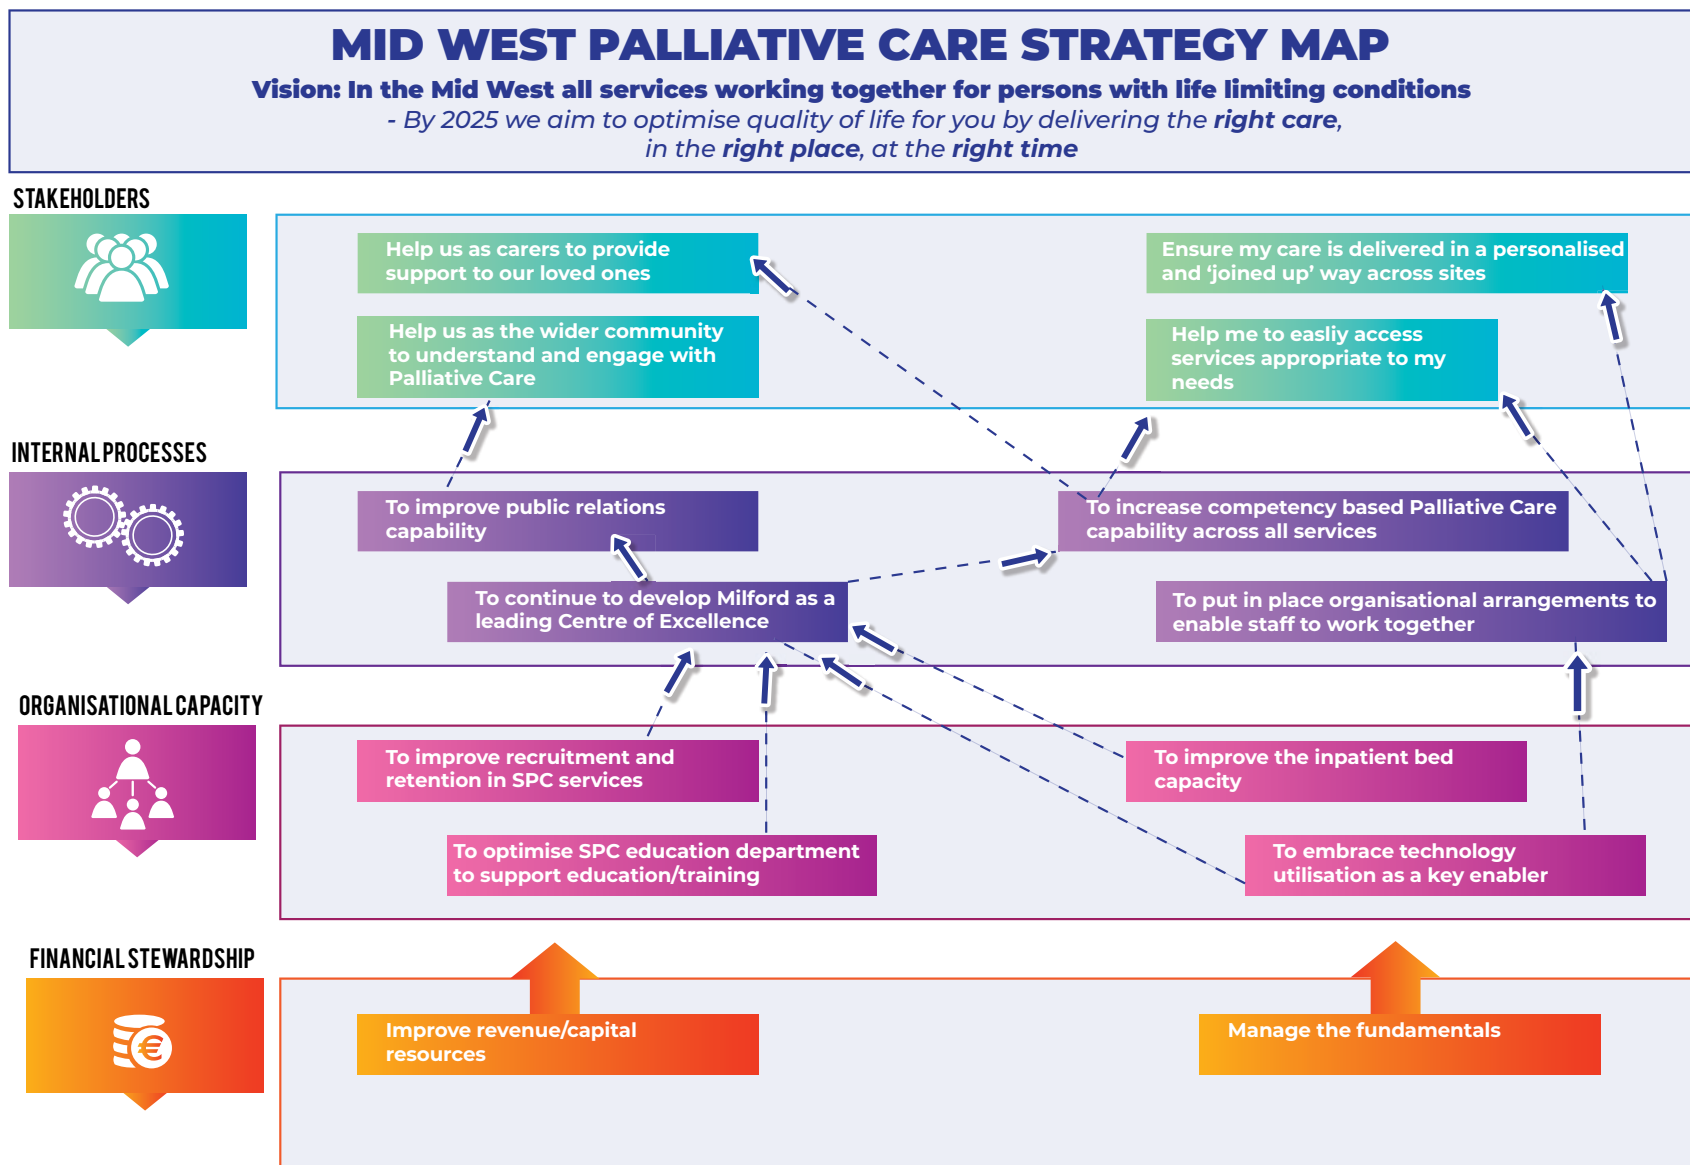 MID WEST PALLIATIVE CARE STRATEGY MAP
Vision: In the Mid West all services working together for persons with life limiting conditions
- By 2025 we aim to optimise quality of life for you by delivering the right care,
in the right place, at the right time
STAKEHOLDERS
Help us as carers to provide
support to our loved ones
Ensure my care is delivered in a personalised
and ‘joined up’ way across sites
Help us as the wider community
to understand and engage with
Palliative Care
Help me to easliy access
services appropriate to my
needs
INTERNAL PROCESSES
To improve public relations
capability
To increase competency based Palliative Care
capability across all services
To continue to develop Milford as a
leading Centre of Excellence
To put in place organisational arrangements to
enable staff to work together
ORGANISATIONAL CAPACITY
To improve recruitment and
retention in SPC services
To improve the inpatient bed
capacity
To optimise SPC education department
to support education/training
To embrace technology
utilisation as a key enabler
FINANCIAL STEWARDSHIP
€
Improve revenue/capital
resources
Manage the fundamentals